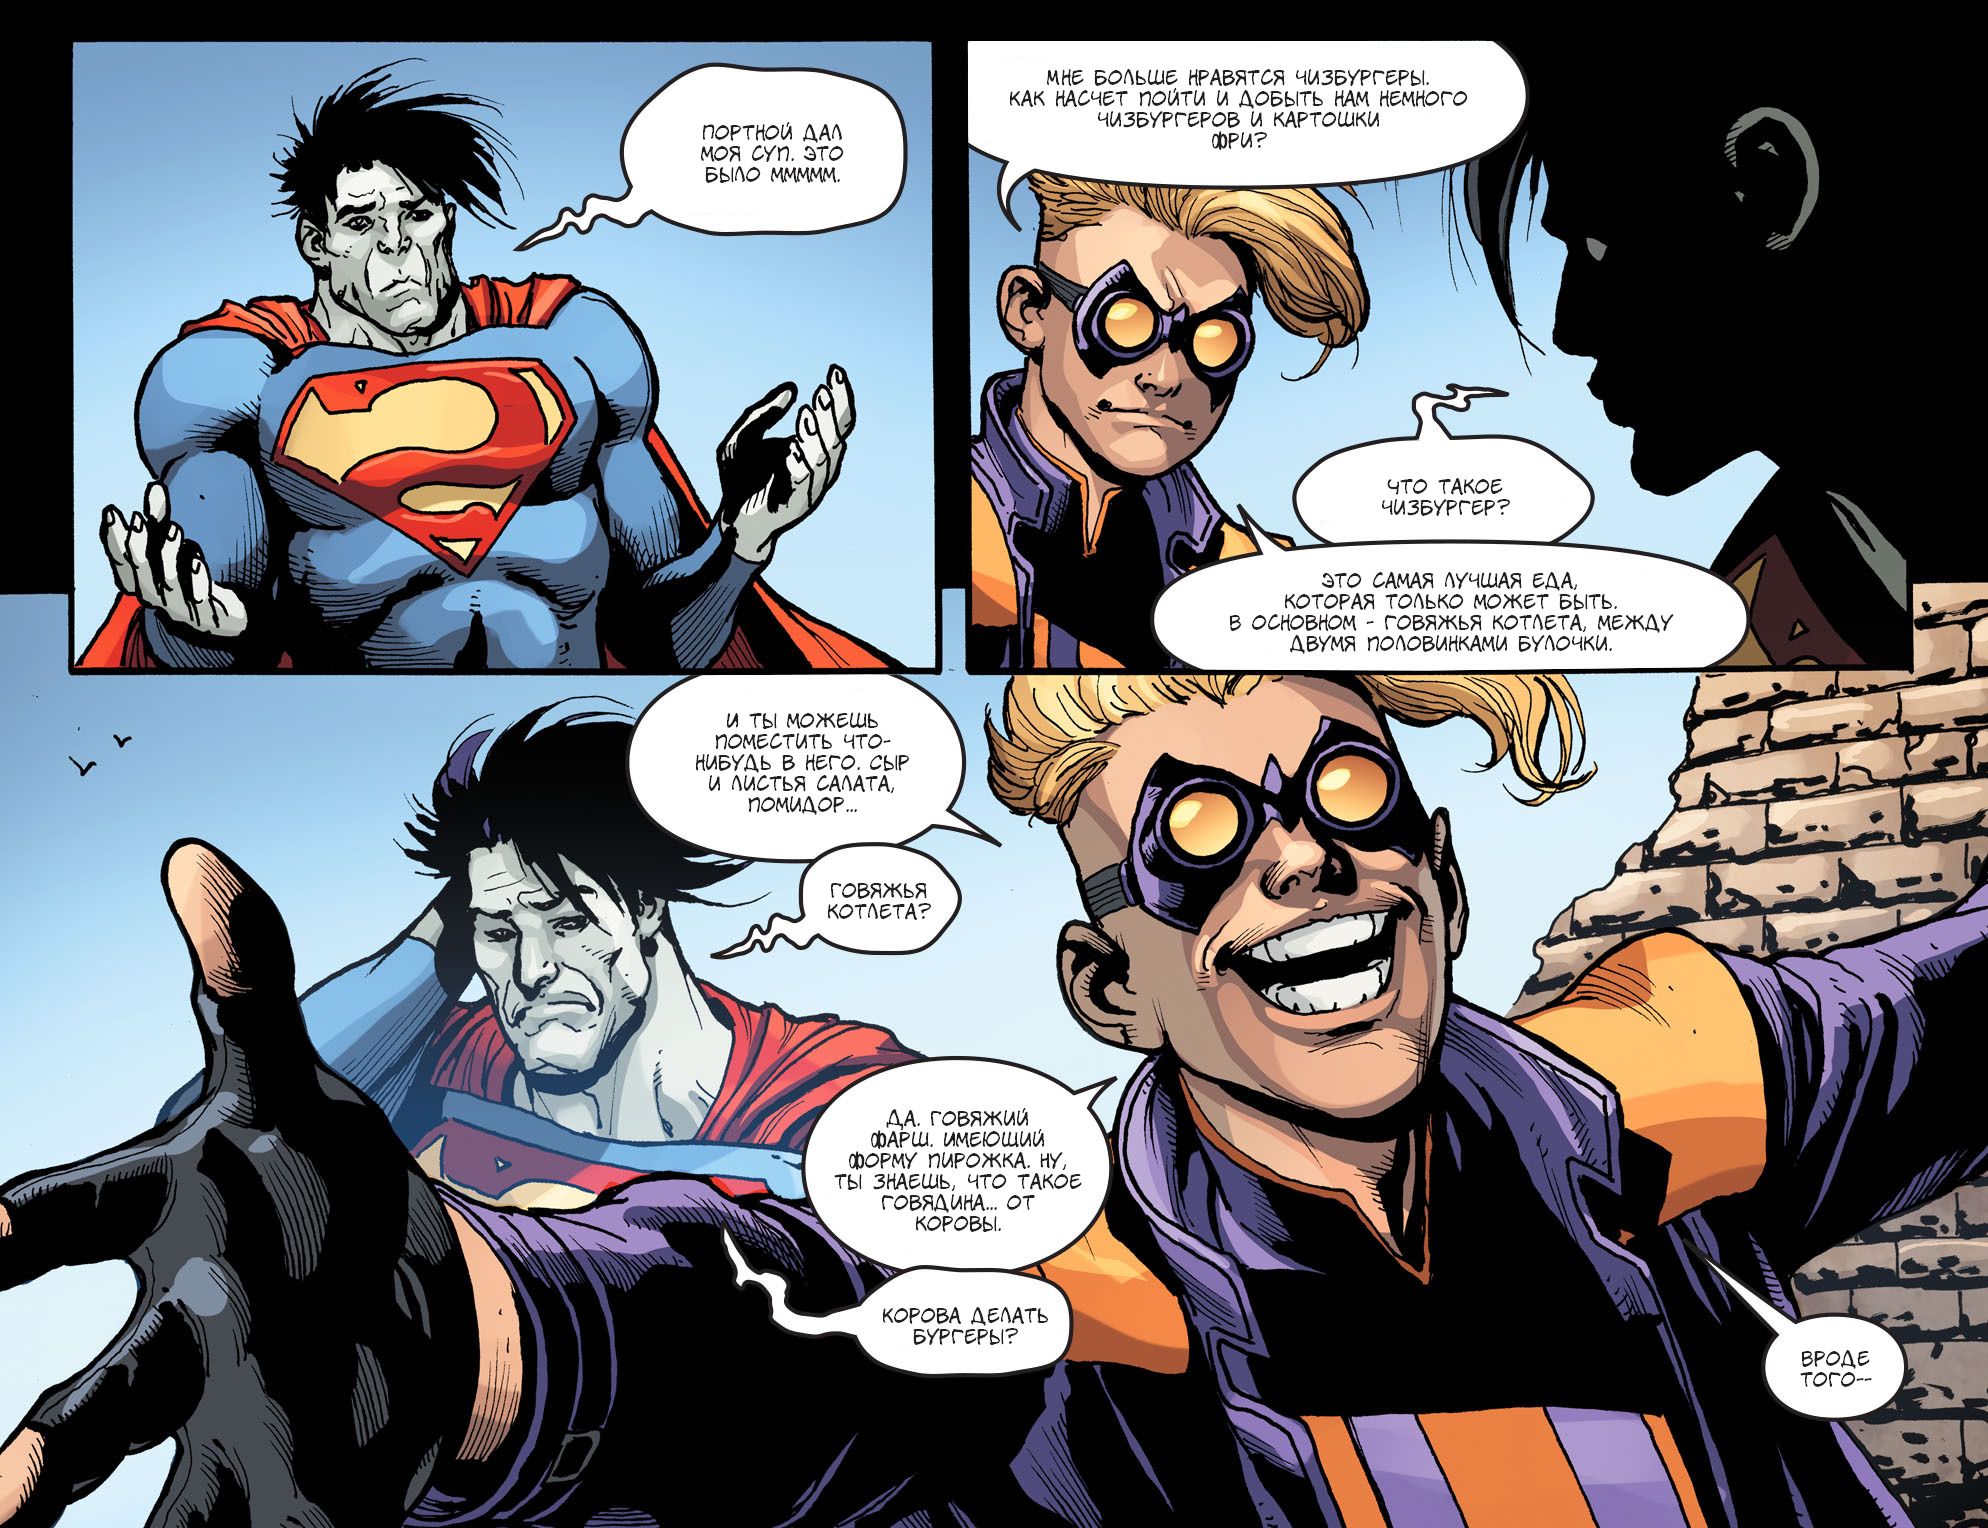 ПОРТНОЙ ДАЛ
МОЯ СУП. ЭТО
БЫЛО МММММ.
МНЕ БОЛЬШЕ НРАВЯТСЯ ЧИЗБУРГЕРЫ.
КАК НАСЧЕТ ПОЙТИ И ДОБЫТЬ НАМ НЕМНОГО
ЧИЗБУРГЕРОВ И КАРТОШКИ
ФРИ?
ЧТО ТАКОЕ
ЧИЗБУРГЕР?
ЭТО САМАЯ ЛУЧШАЯ ЕДА,
КОТОРАЯ ТОЛЬКО МОЖЕТ БЫТЬ.
В ОСНОВНОМ - ГОВЯЖЬЯ КОТЛЕТА, МЕЖДУ
ДВУМЯ ПОЛОВИНКАМИ БУЛОЧКИ.
И ТЫ МОЖЕШЬ
ПОМЕСТИТЬ ЧТО-
НИБУДЬ В НЕГО. СЫР
И ЛИСТЬЯ САЛАТА,
ПОМИДОР...
ГОВЯЖЬЯ
КОТЛЕТА?
ДА. ГОВЯЖИЙ
ФАРШ. ИМЕЮЩИЙ
ФОРМУ ПИРОЖКА. НУ,
ТЫ ЗНАЕШЬ, ЧТО ТАКОЕ
ГОВЯДИНА... ОТ
КОРОВЫ.
КОРОВА ДЕЛАТЬ
БУРГЕРЫ?
ВРОДЕ
ТОГО--